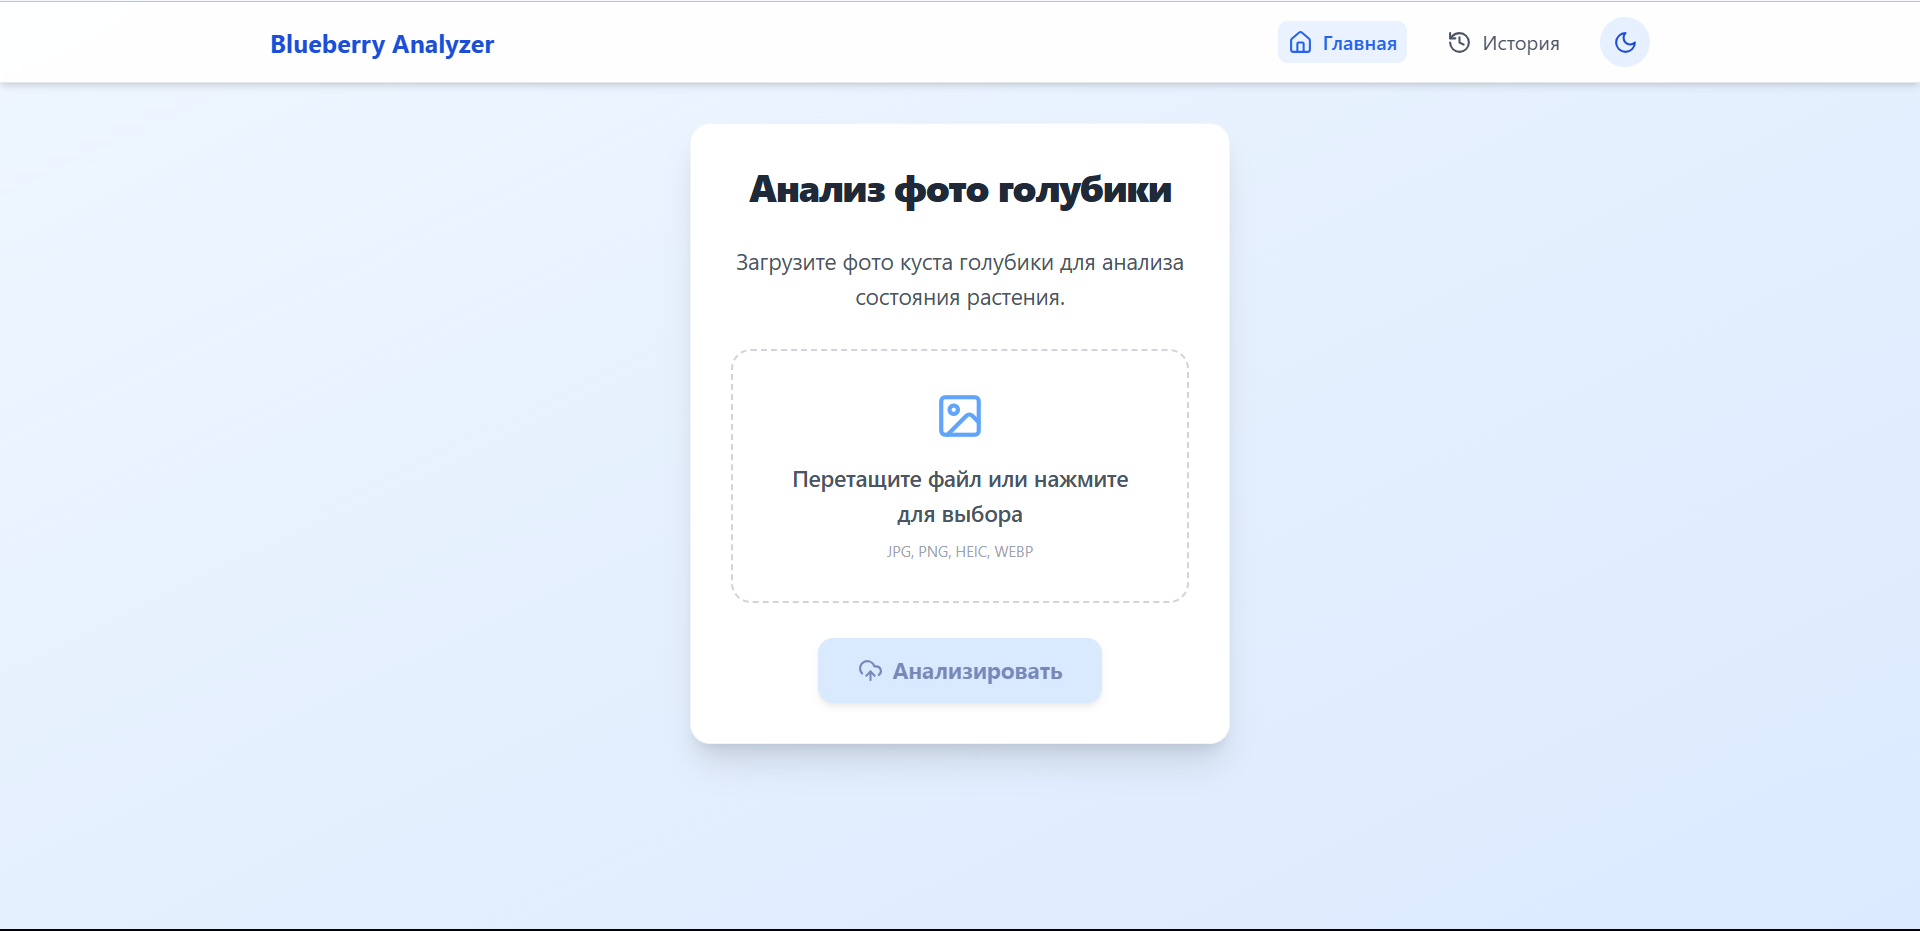 Blueberry Analyzer
Главная
История
Анализ фото голубики
Загрузите фото куста голубики для анализа
состояния растения.
Перетащите файл или нажмите
для выбора
JPG, PNG, HEIC, WEBP
Анализировать